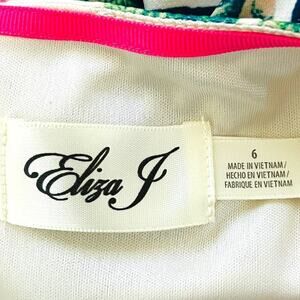 Eliza J
6
MADE IN VIETNAM/
HECHO EN VIETNAM/
FABRIQUE EN VIETNAM